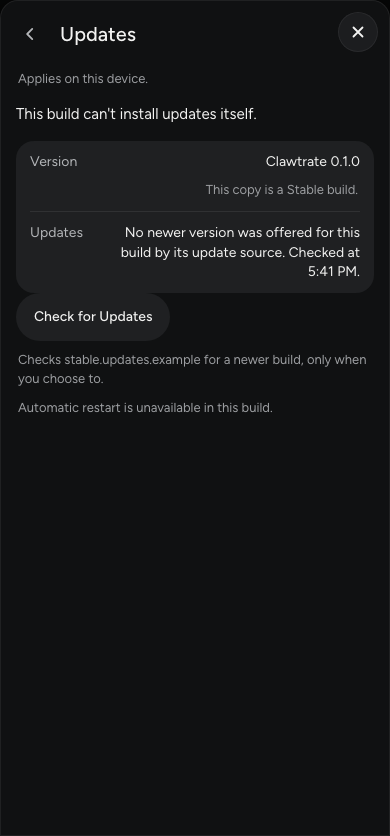 Updates
Applies on this device.
This build can't install updates itself.
Version
Clawtrate 0.1.0
This copy is a Stable build.
Updates
No newer version was offered for this
build by its update source. Checked at
5:41 PM.
Check for Updates
Checks stable.updates.example for a newer build, only when
you choose to.
Automatic restart is unavailable in this build.